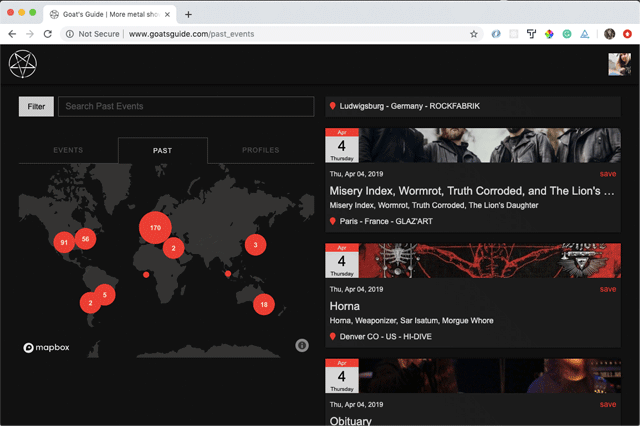 Goat's Guide | More metal sho
Not Secure | www.goatsguide.com/past_events
Filter
Search Past Events
EVENTS
PAST
PROFILES
91
56
170
2
3
5
2
18
mapbox
Ludwigsburg - Germany - ROCKFABRIK
Apr
4
Thursday
Thu, Apr 04, 2019
save
Misery Index, Wormrot, Truth Corroded, and The Lion's ...
Misery Index, Wormrot, Truth Corroded, The Lion's Daughter
Paris - France - GLAZ'ART
Apr
4
Thursday
Thu, Apr 04, 2019
save
Horna
Horna, Weaponizer, Sar Isatum, Morgue Whore
Denver CO - US - HI-DIVE
Apr
4
Thursday
Thu, Apr 04, 2019
save
Obituary